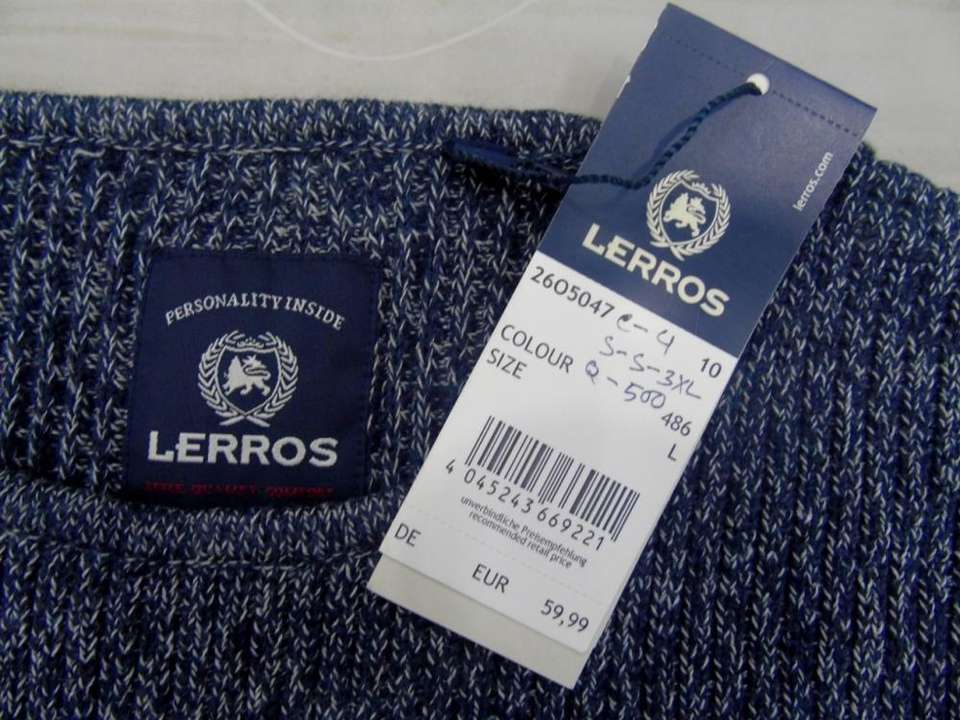 PERSONALITY INSIDE
LERROS
lerros.com
LERROS
2605047 10
C-4
S-S-3XL
Q-500
COLOUR 486
SIZE L
4 045243 669221
unverbindliche Preisempfehlung
recommended retail price
DE
EUR 59,99